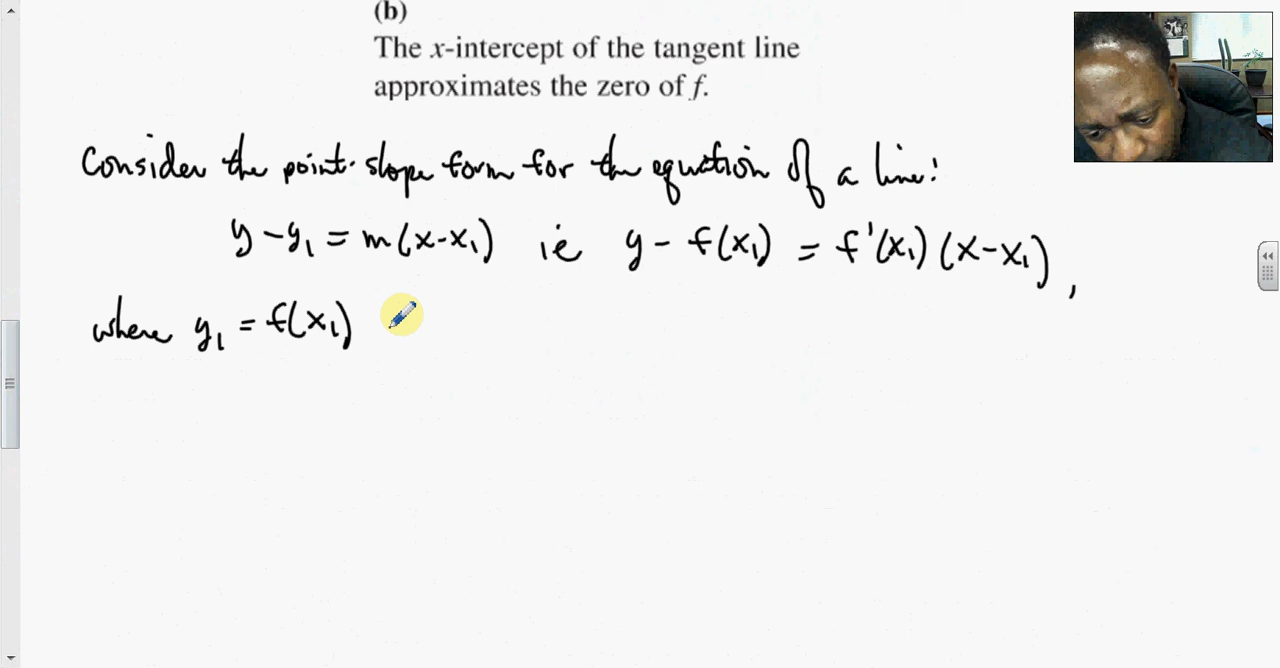 (b)
The x-intercept of the tangent line
approximates the zero of f.
Consider the point-slope form for the equation of a line:
y - y₁ = m(x-x₁) ie y - f(x₁) = f'(x₁)(x-x₁),
where y₁ = f(x₁)